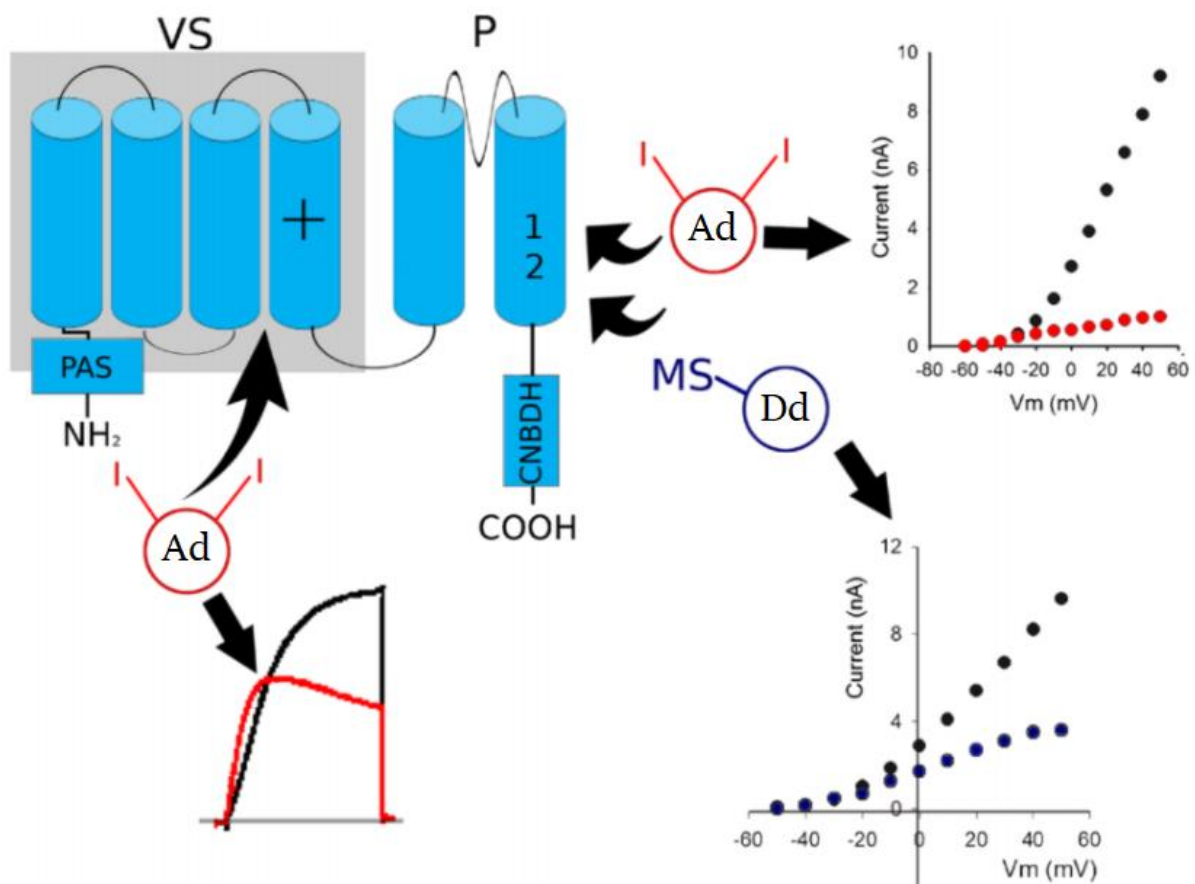 VS
P
+
1
2
PAS
NH₂
CNBDH
COOH
I I
Ad
I I
Ad
MS
Dd
Current (nA)
10
8
6
4
2
0
-80 -60 -40 -20 0 20 40 60 80
Vm (mV)
Current (nA)
12
8
4
0
-60 -40 -20 0 20 40 60
Vm (mV)